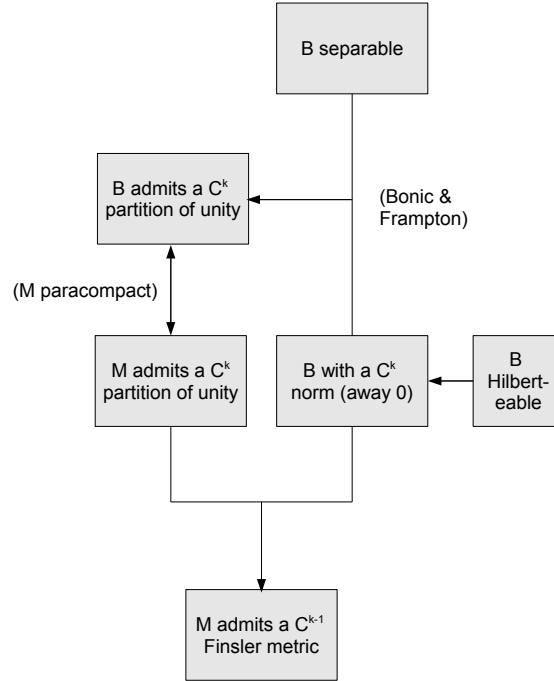 B separable
B admits a C^k
partition of unity
(Bonic &
Frampton)
(M paracompact)
M admits a C^k
partition of unity
B with a C^k
norm (away 0)
B
Hilbert-
eable
M admits a C^k-1
Finsler metric